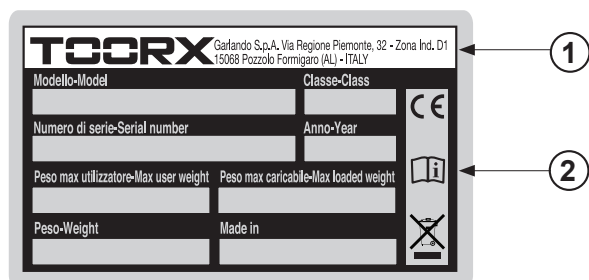 TOORX
Garlando S.p.A. Via Regione Piemonte, 32 - Zona Ind. D1
15068 Pozzolo Formigaro (AL) - ITALY
1
Modello-Model Classe-Class
CE
Numero di serie-Serial number Anno-Year
i
2
Peso max utilizzatore-Max user weight Peso max caricabile-Max loaded weight
Peso-Weight Made in